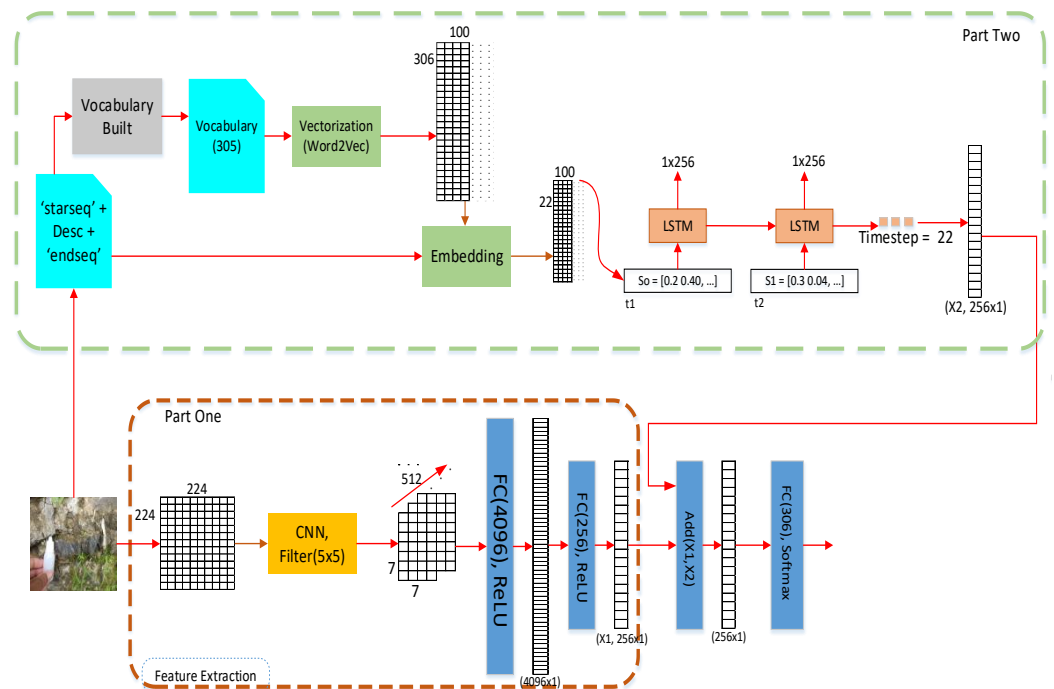 Part Two
100
306
Vocabulary
Built
Vocabulary
(305)
Vectorization
(Word2Vec)
'starseq' +
Desc +
'endseq'
Embedding
100
22
1x256
1x256
LSTM
LSTM
Timestep = 22
So = [0.2 0.40, ...]
S1 = [0.3 0.04, ...]
t1
t2
(X2, 256x1)
Part One
224
224
CNN,
Filter(5x5)
512
7
7
FC(4096), ReLU
(4096x1)
FC(256), ReLU
(X1, 256x1)
Add(X1,X2)
(256x1)
FC(306), Softmax
Feature Extraction